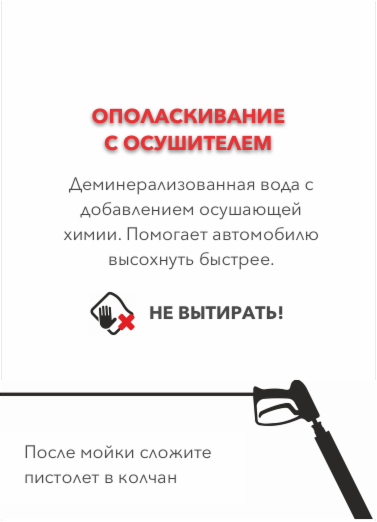 ОПОЛАСКИВАНИЕ
С ОСУШИТЕЛЕМ
Деминерализованная вода с
добавлением осушающей
химии. Помогает автомобилю
высохнуть быстрее.
НЕ ВЫТИРАТЬ!
После мойки сложите
пистолет в колчан